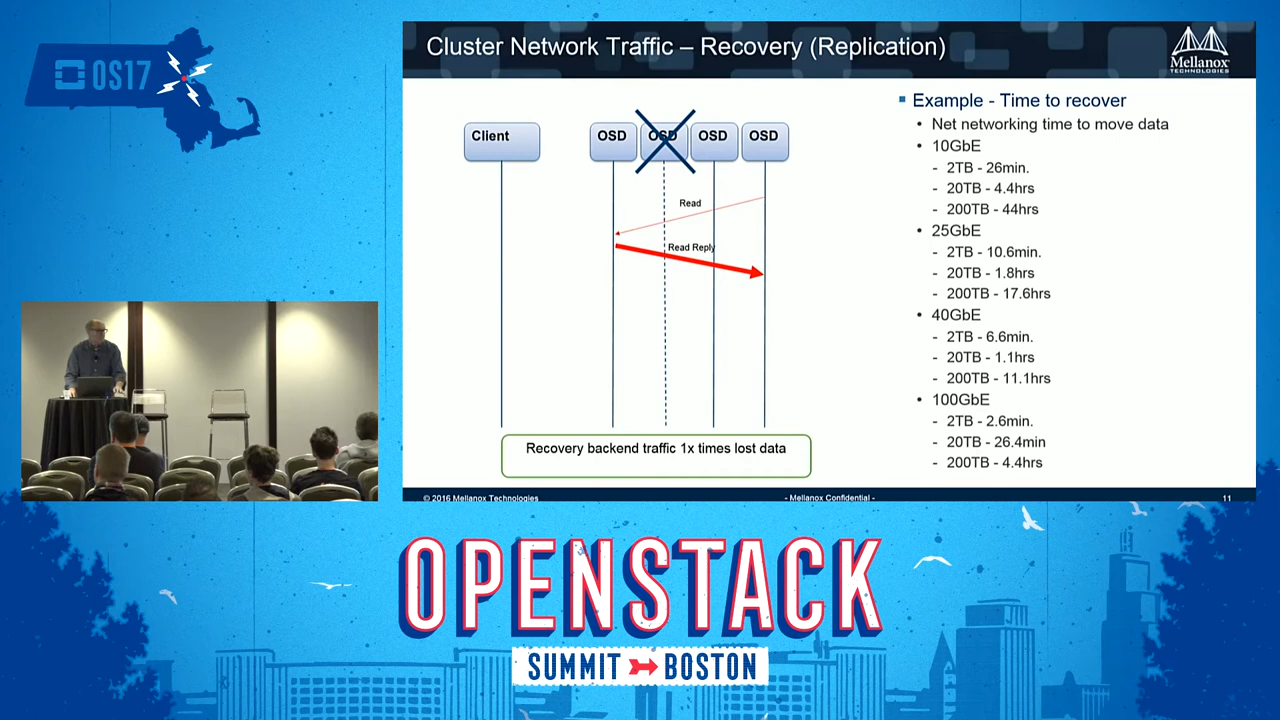 OS17
Cluster Network Traffic – Recovery (Replication)
Mellanox
TECHNOLOGIES
Client
OSD
OSD
OSD
OSD
Read
Read Reply
Recovery backend traffic 1x times lost data
Example - Time to recover
Net networking time to move data
10GbE
2TB - 26min.
20TB - 4.4hrs
200TB - 44hrs
25GbE
2TB - 10.6min.
20TB - 1.8hrs
200TB - 17.6hrs
40GbE
2TB - 6.6min.
20TB - 1.1hrs
200TB - 11.1hrs
100GbE
2TB - 2.6min.
20TB - 26.4min
200TB - 4.4hrs
© 2016 Mellanox Technologies
- Mellanox Confidential -
11
OPENSTACK
SUMMIT BOSTON